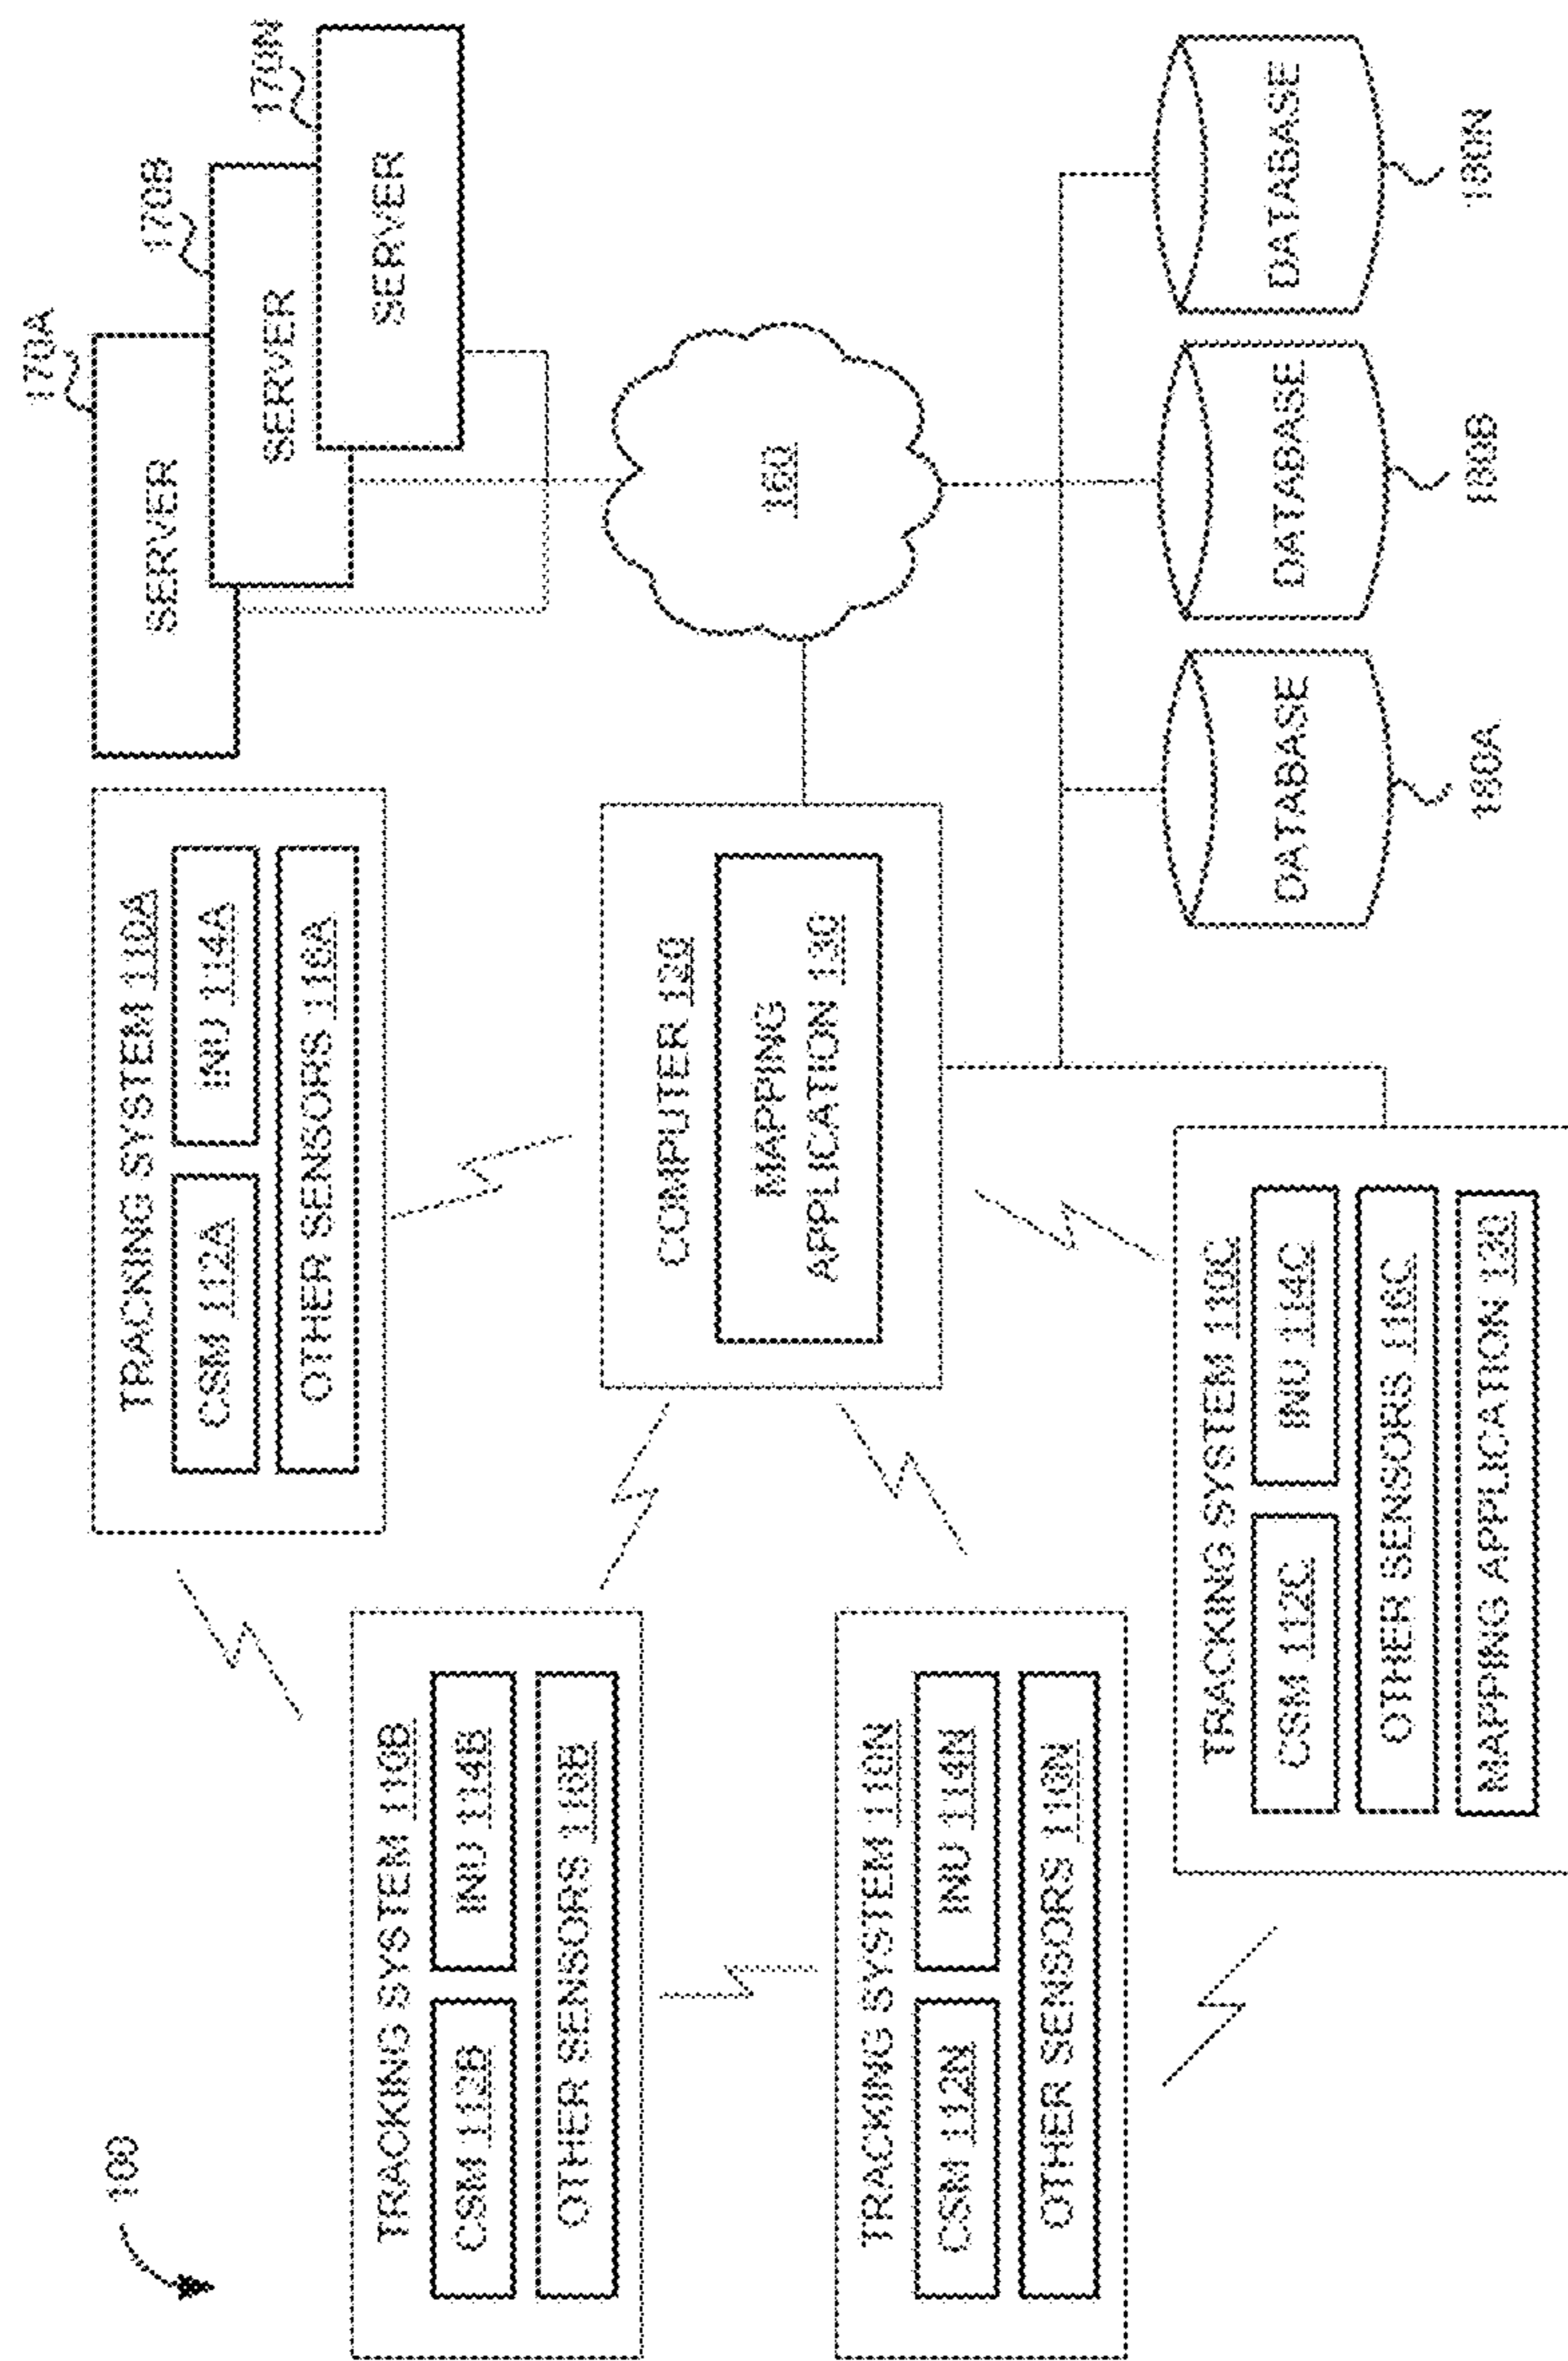 100
TRACKING SYSTEM 110A
CSM 112A
INU 114A
OTHER SENSORS 116A
170A
SERVER
170B
SERVER
170N
SERVER
TRACKING SYSTEM 110B
CSM 112B
INU 114B
OTHER SENSORS 116B
COMPUTER 120
MAPPING
APPLICATION 130
160
TRACKING SYSTEM 110N
CSM 112N
INU 114N
OTHER SENSORS 116N
TRACKING SYSTEM 110C
CSM 112C
INU 114C
OTHER SENSORS 116C
MAPPING APPLICATION 130
DATABASE
180A
DATABASE
180B
DATABASE
180N